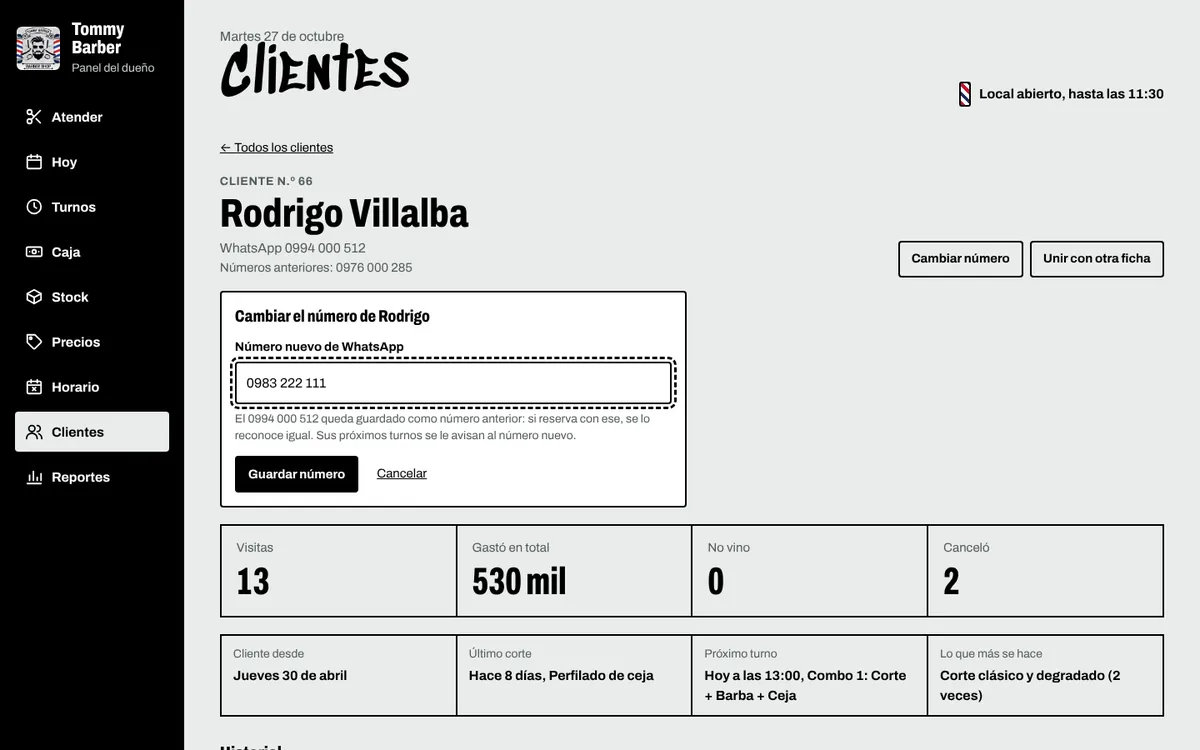 Tommy
Barber
Panel del dueño
Atender
Hoy
Turnos
Caja
Stock
Precios
Horario
Clientes
Reportes
Martes 27 de octubre
Clientes
Local abierto, hasta las 11:30
← Todos los clientes
CLIENTE N.º 66
Rodrigo Villalba
WhatsApp 0994 000 512
Números anteriores: 0976 000 285
Cambiar número
Unir con otra ficha
Cambiar el número de Rodrigo
Número nuevo de WhatsApp
0983 222 111
El 0994 000 512 queda guardado como número anterior: si reserva con ese, se lo
reconoce igual. Sus próximos turnos se le avisan al número nuevo.
Guardar número
Cancelar
Visitas
13
Gastó en total
530 mil
No vino
0
Canceló
2
Cliente desde
Jueves 30 de abril
Último corte
Hace 8 días, Perfilado de ceja
Próximo turno
Hoy a las 13:00, Combo 1: Corte
+ Barba + Ceja
Lo que más se hace
Corte clásico y degradado (2
veces)
Historial